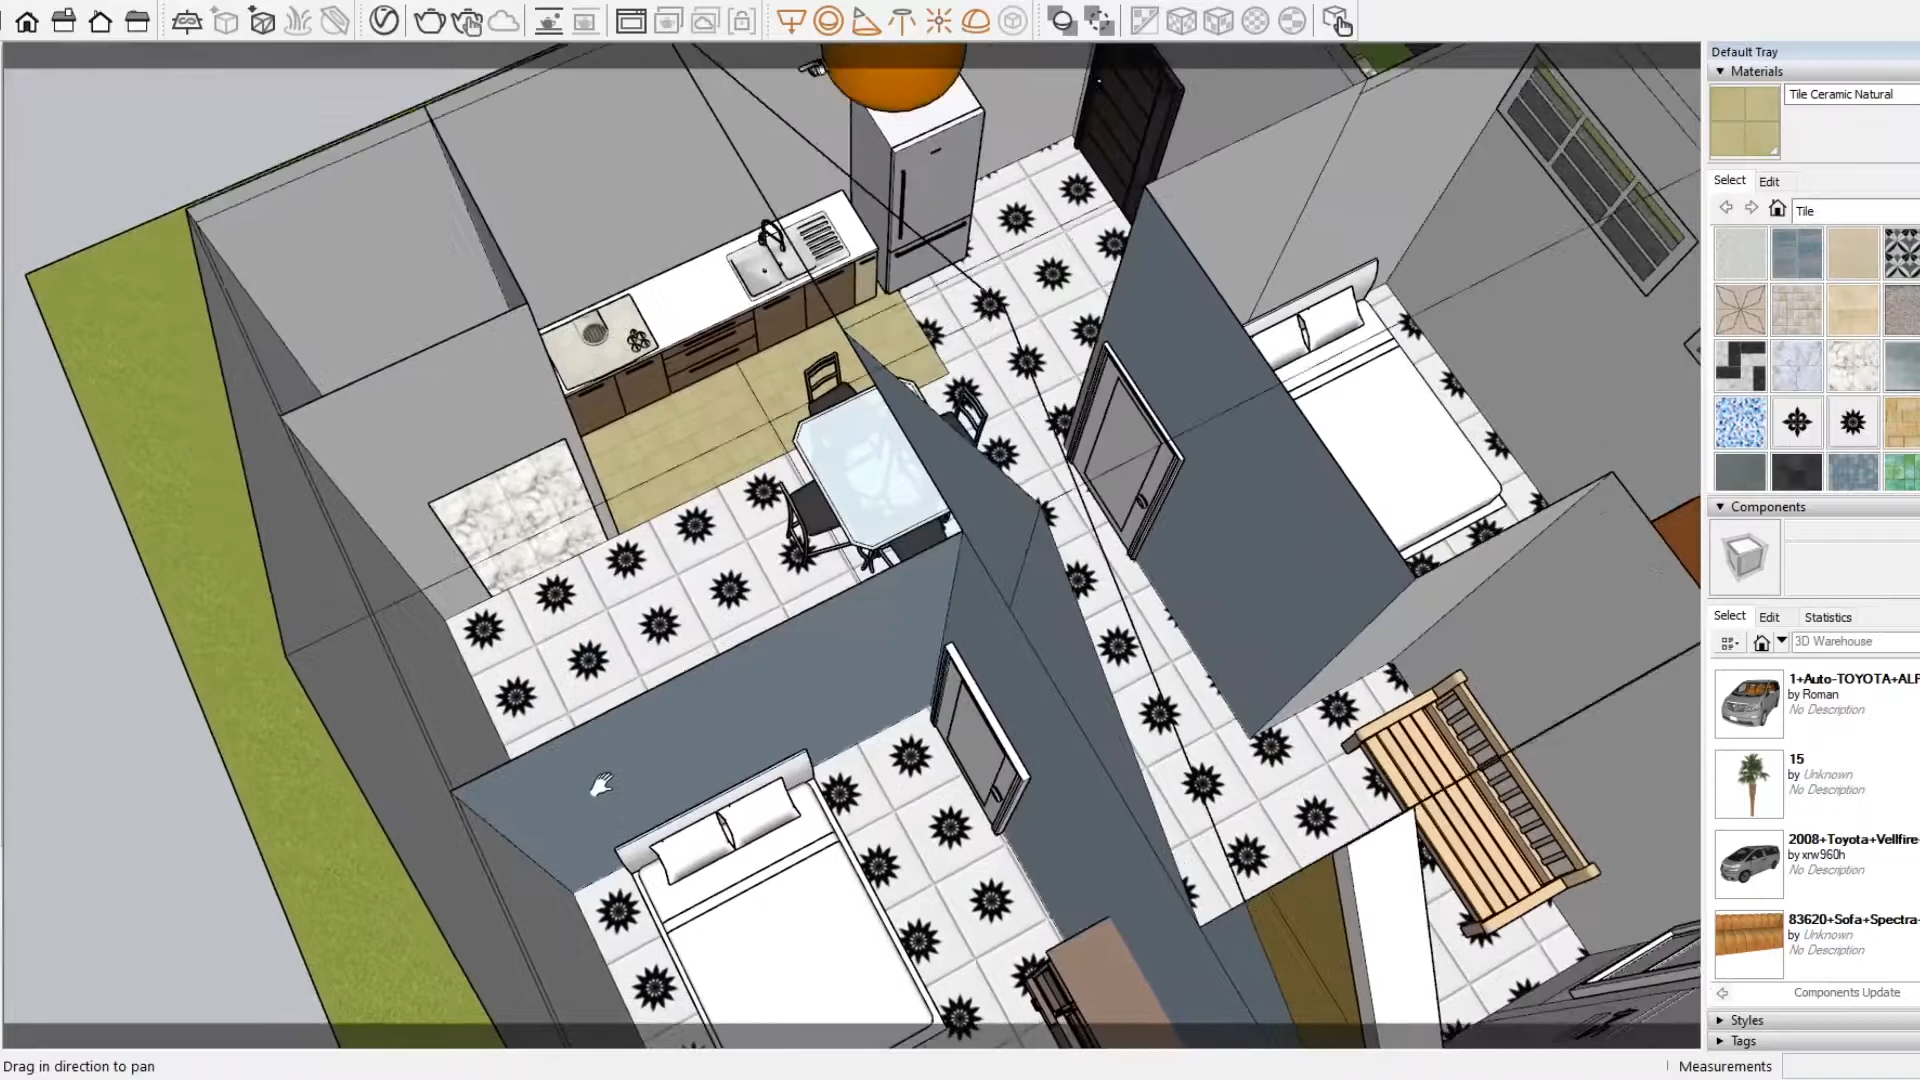 Default Tray
Materials
Tile Ceramic Natural
Select Edit
Tile
Components
Select Edit Statistics
3D Warehouse
1+Auto-TOYOTA+ALF
by Roman
No Description
15
by Unknown
No Description
2008+Toyota+Vellfire
by xrw960h
No Description
83620+Sofa+Spectra
by Unknown
No Description
Components Update
Styles
Tags
Drag in direction to pan
Measurements